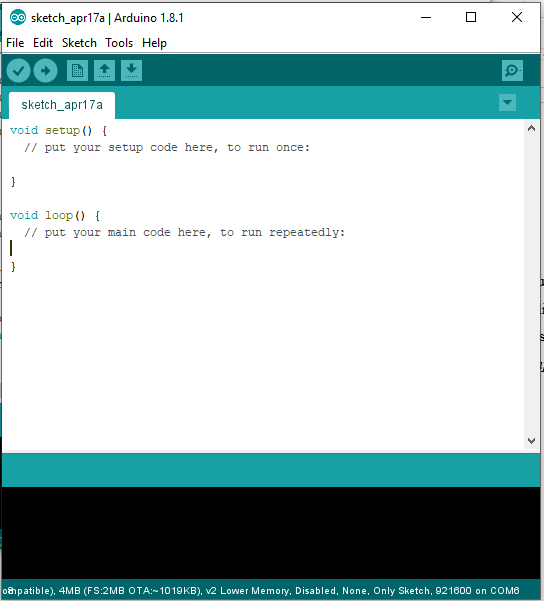 sketch_apr17a | Arduino 1.8.1
File Edit Sketch Tools Help
sketch_apr17a
void setup() {
  // put your setup code here, to run once:
}
void loop() {
  // put your main code here, to run repeatedly:
}
8
ompatible), 4MB (FS:2MB OTA:~1019KB), v2 Lower Memory, Disabled, None, Only Sketch, 921600 on COM6